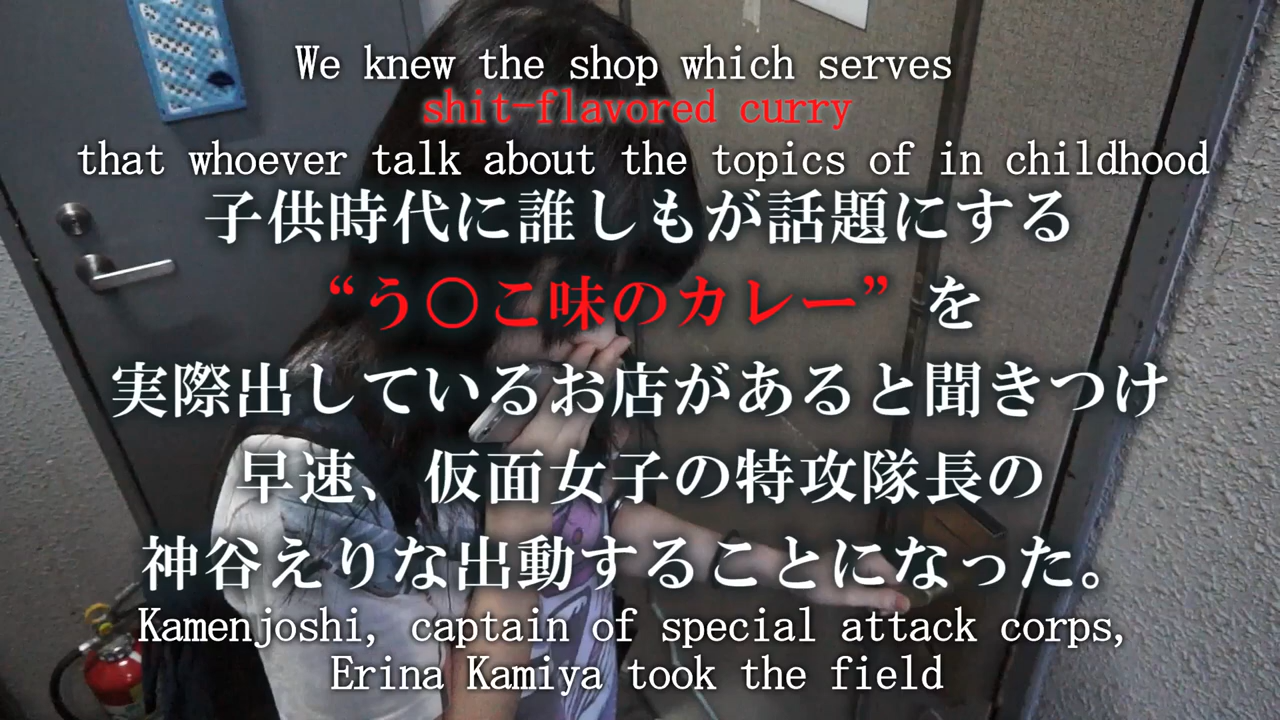 We knew the shop which serves
shit-flavored curry
that whoever talk about the topics of in childhood
子供時代に誰しもが話題にする
“う〇こ味のカレー” を
実際出しているお店があると聞きつけ
早速、仮面女子の特攻隊長の
神谷えりな出動することになった。
Kamenjoshi, captain of special attack corps,
Erina Kamiya took the field